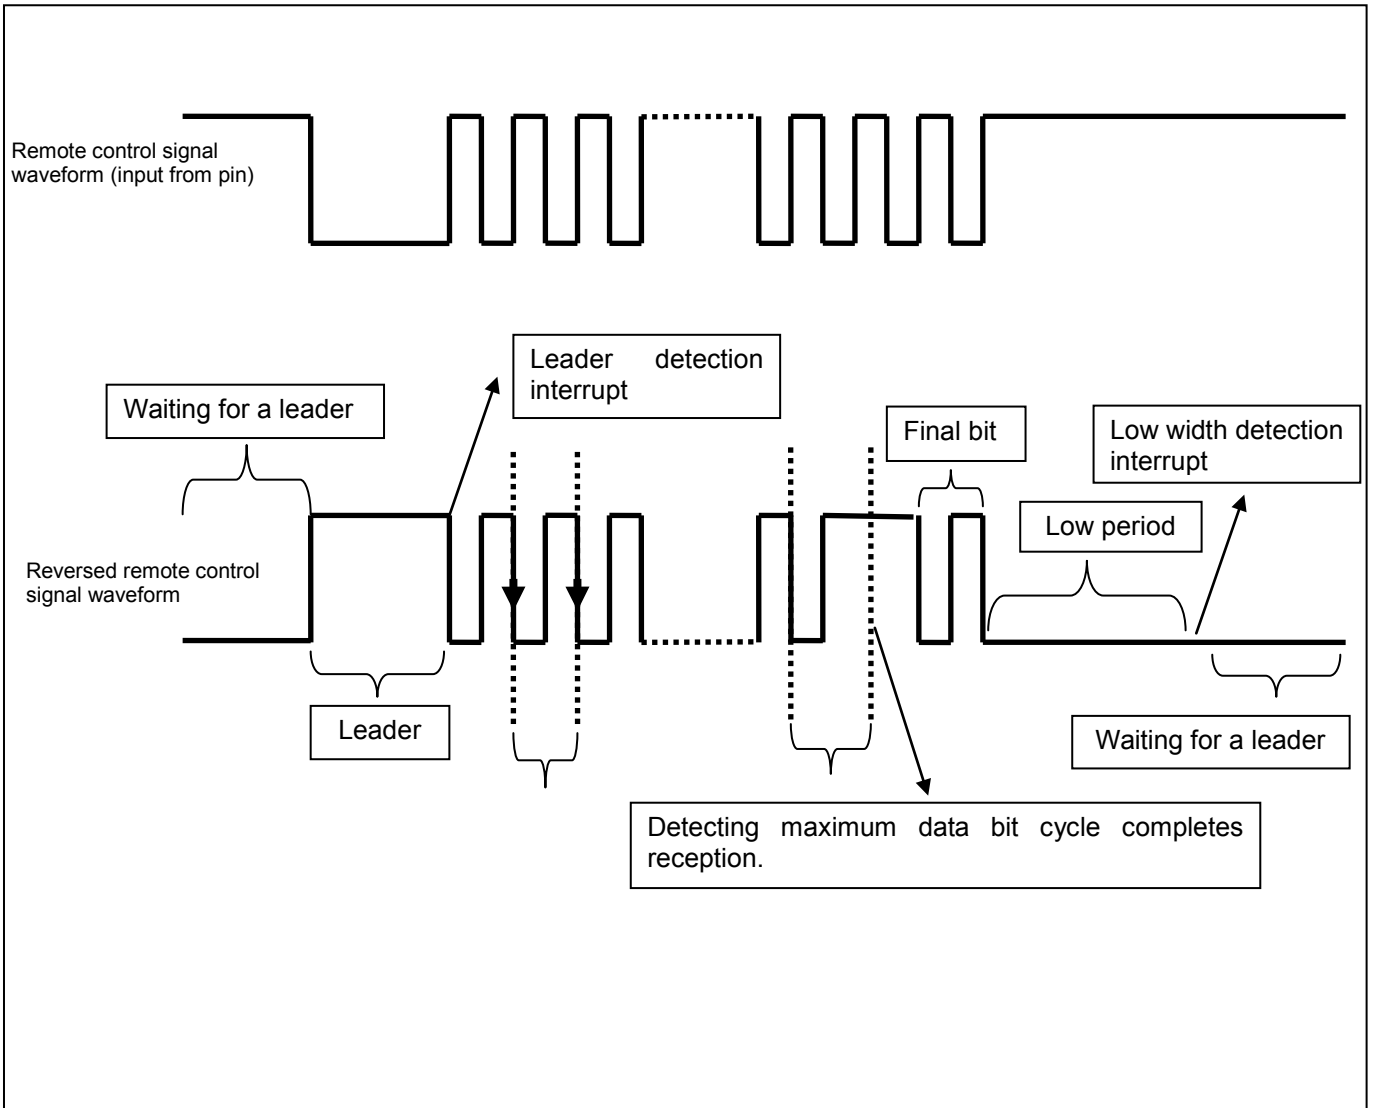 Remote control signal
waveform (input from pin)
Leader detection
interrupt
Waiting for a leader
Final bit
Low width detection
interrupt
Low period
Reversed remote control
signal waveform
Leader
Waiting for a leader
Detecting maximum data bit cycle completes
reception.